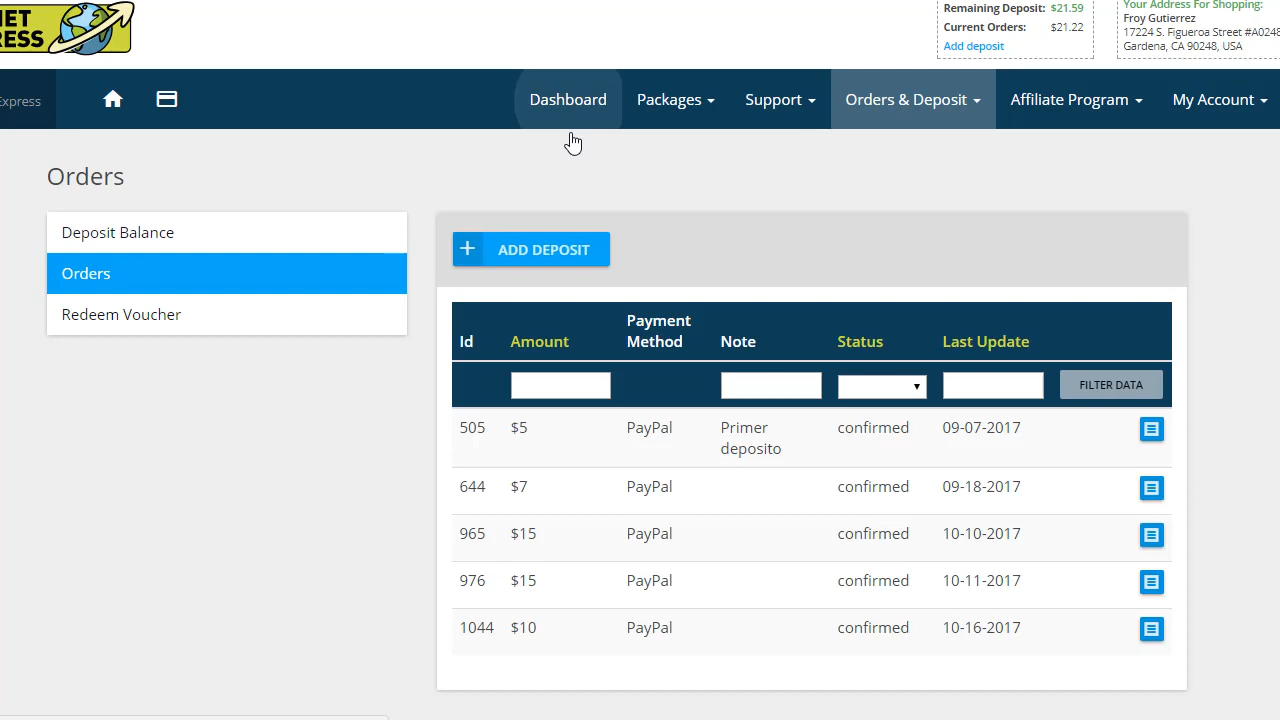 NET
RESS
Remaining Deposit: $21.59
Current Orders: $21.22
Add deposit
Your Address For Shopping:
Froy Gutierrez
17224 S. Figueroa Street #A0248
Gardena, CA 90248, USA
Express
Dashboard
Packages
Support
Orders & Deposit
Affiliate Program
My Account
Orders
Deposit Balance
Orders
Redeem Voucher
+ ADD DEPOSIT
Id Amount Payment Method Note Status Last Update
FILTER DATA
505 $5 PayPal Primer deposito confirmed 09-07-2017
644 $7 PayPal confirmed 09-18-2017
965 $15 PayPal confirmed 10-10-2017
976 $15 PayPal confirmed 10-11-2017
1044 $10 PayPal confirmed 10-16-2017